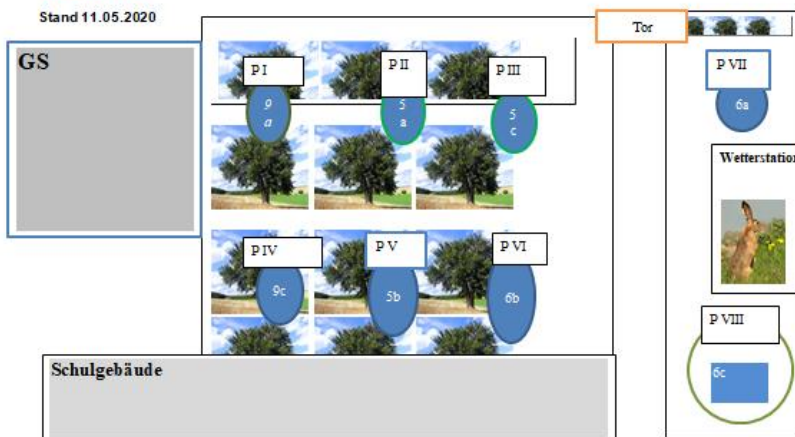 Stand 11.05.2020
Tor
GS
P I
P II
P III
P VII
9
a
5
a
5
c
6a
Wetterstation
P IV
P V
P VI
9c
5b
6b
P VIII
Schulgebäude
6c